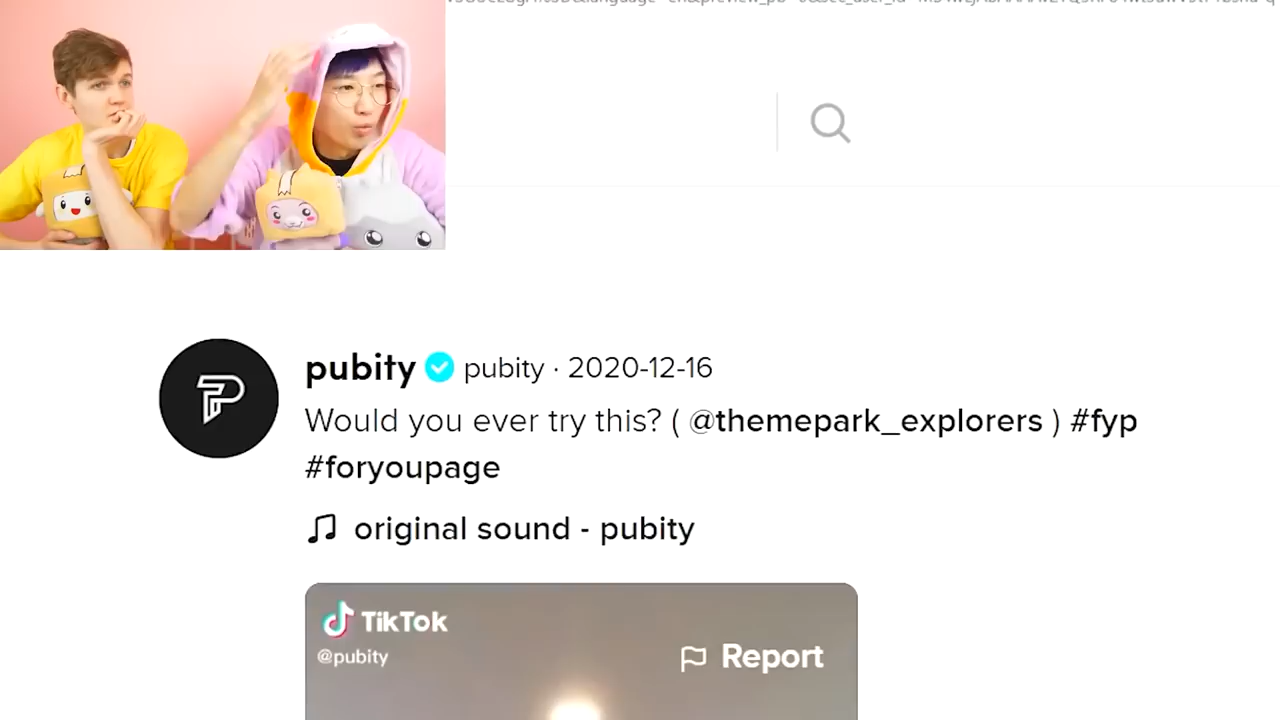 pubity pubity · 2020-12-16
Would you ever try this? ( @themepark_explorers ) #fyp
#foryoupage
original sound - pubity
TikTok
@pubity
Report